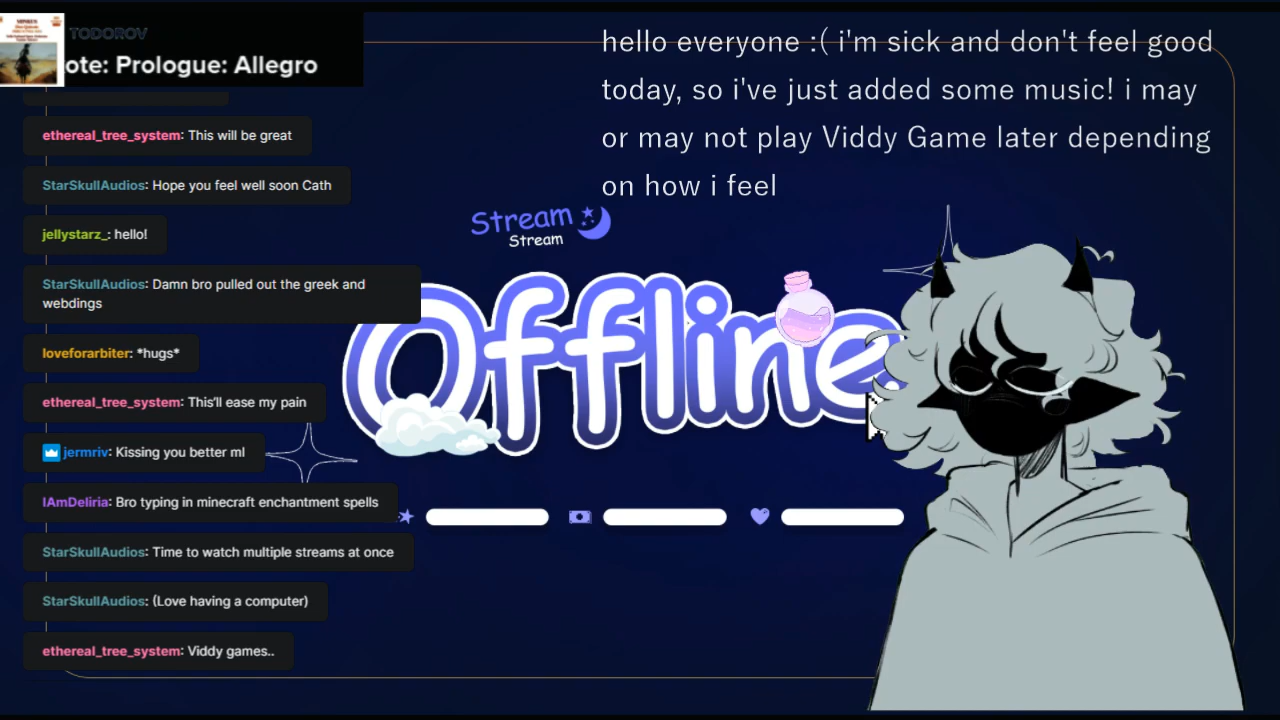 TODOROV
ote: Prologue: Allegro
hello everyone :( i'm sick and don't feel good
today, so i've just added some music! i may
or may not play Viddy Game later depending
on how i feel
ethereal_tree_system: This will be great
StarSkullAudios: Hope you feel well soon Cath
jellystarz_: hello!
StarSkullAudios: Damn bro pulled out the greek and
webdings
loveforarbiter: *hugs*
ethereal_tree_system: This'll ease my pain
jermriv: Kissing you better ml
IAmDeliria: Bro typing in minecraft enchantment spells
StarSkullAudios: Time to watch multiple streams at once
StarSkullAudios: (Love having a computer)
ethereal_tree_system: Viddy games..
Stream
Stream
Offline